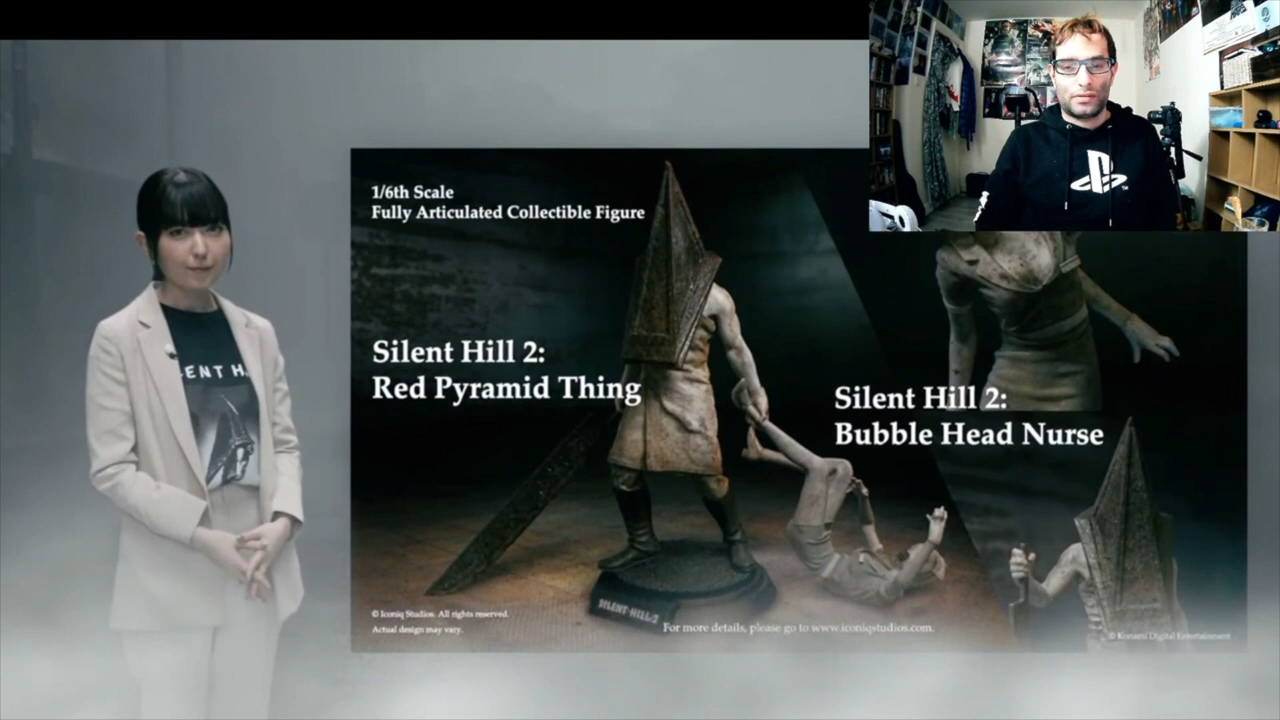 1/6th Scale
Fully Articulated Collectible Figure
Silent Hill 2:
Red Pyramid Thing
Silent Hill 2:
Bubble Head Nurse
ENT H
SILENT HILL 2
© Iconiq Studios. All rights reserved.
Actual design may vary.
For more details, please go to www.iconiqstudios.com.
© Konami Digital Entertainment